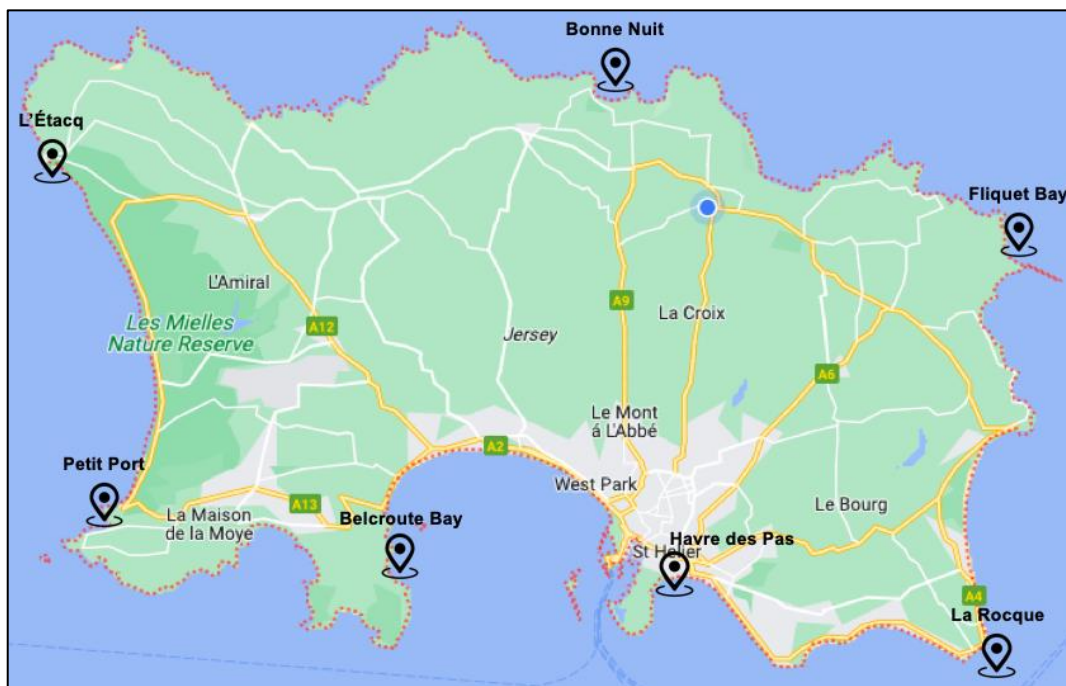 Bonne Nuit
L'Étacq
Fliquet Bay
L'Amiral
Les Mielles
Nature Reserve
A12
Jersey
A9
La Croix
A6
Le Mont
á L'Abbé
A2
Petit Port
West Park
Le Bourg
A13
La Maison
de la Moye
Belcroute Bay
Havre des Pas
St Helier
A4
La Rocque